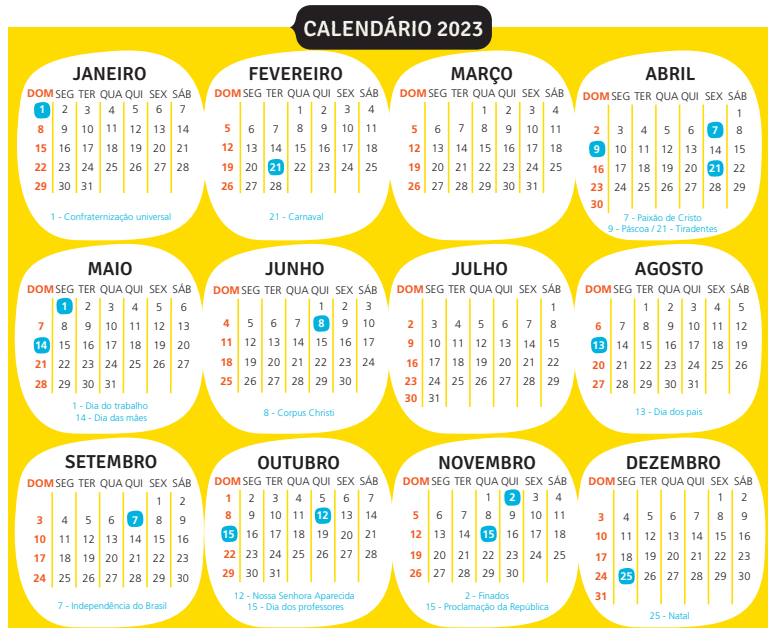 CALENDÁRIO 2023
JANEIRO
DOM SEG TER QUA QUI SEX SÁB
1 2 3 4 5 6 7
8 9 10 11 12 13 14
15 16 17 18 19 20 21
22 23 24 25 26 27 28
29 30 31
1 - Confraternização universal
FEVEREIRO
DOM SEG TER QUA QUI SEX SÁB
1 2 3 4
5 6 7 8 9 10 11
12 13 14 15 16 17 18
19 20 21 22 23 24 25
26 27 28
21 - Carnaval
MARÇO
DOM SEG TER QUA QUI SEX SÁB
1 2 3 4
5 6 7 8 9 10 11
12 13 14 15 16 17 18
19 20 21 22 23 24 25
26 27 28 29 30 31
ABRIL
DOM SEG TER QUA QUI SEX SÁB
1
2 3 4 5 6 7 8
9 10 11 12 13 14 15
16 17 18 19 20 21 22
23 24 25 26 27 28 29
30
7 - Paixão de Cristo
9 - Páscoa / 21 - Tiradentes
MAIO
DOM SEG TER QUA QUI SEX SÁB
1 2 3 4 5 6
7 8 9 10 11 12 13
14 15 16 17 18 19 20
21 22 23 24 25 26 27
28 29 30 31
1 - Dia do trabalho
14 - Dia das mães
JUNHO
DOM SEG TER QUA QUI SEX SÁB
1 2 3
4 5 6 7 8 9 10
11 12 13 14 15 16 17
18 19 20 21 22 23 24
25 26 27 28 29 30
8 - Corpus Christi
JULHO
DOM SEG TER QUA QUI SEX SÁB
1
2 3 4 5 6 7 8
9 10 11 12 13 14 15
16 17 18 19 20 21 22
23 24 25 26 27 28 29
30 31
AGOSTO
DOM SEG TER QUA QUI SEX SÁB
1 2 3 4 5
6 7 8 9 10 11 12
13 14 15 16 17 18 19
20 21 22 23 24 25 26
27 28 29 30 31
13 - Dia dos pais
SETEMBRO
DOM SEG TER QUA QUI SEX SÁB
1 2
3 4 5 6 7 8 9
10 11 12 13 14 15 16
17 18 19 20 21 22 23
24 25 26 27 28 29 30
7 - Independência do Brasil
OUTUBRO
DOM SEG TER QUA QUI SEX SÁB
1 2 3 4 5 6 7
8 9 10 11 12 13 14
15 16 17 18 19 20 21
22 23 24 25 26 27 28
29 30 31
12 - Nossa Senhora Aparecida
15 - Dia dos professores
NOVEMBRO
DOM SEG TER QUA QUI SEX SÁB
1 2 3 4
5 6 7 8 9 10 11
12 13 14 15 16 17 18
19 20 21 22 23 24 25
26 27 28 29 30
2 - Finados
15 - Proclamação da República
DEZEMBRO
DOM SEG TER QUA QUI SEX SÁB
1 2
3 4 5 6 7 8 9
10 11 12 13 14 15 16
17 18 19 20 21 22 23
24 25 26 27 28 29 30
31
25 - Natal